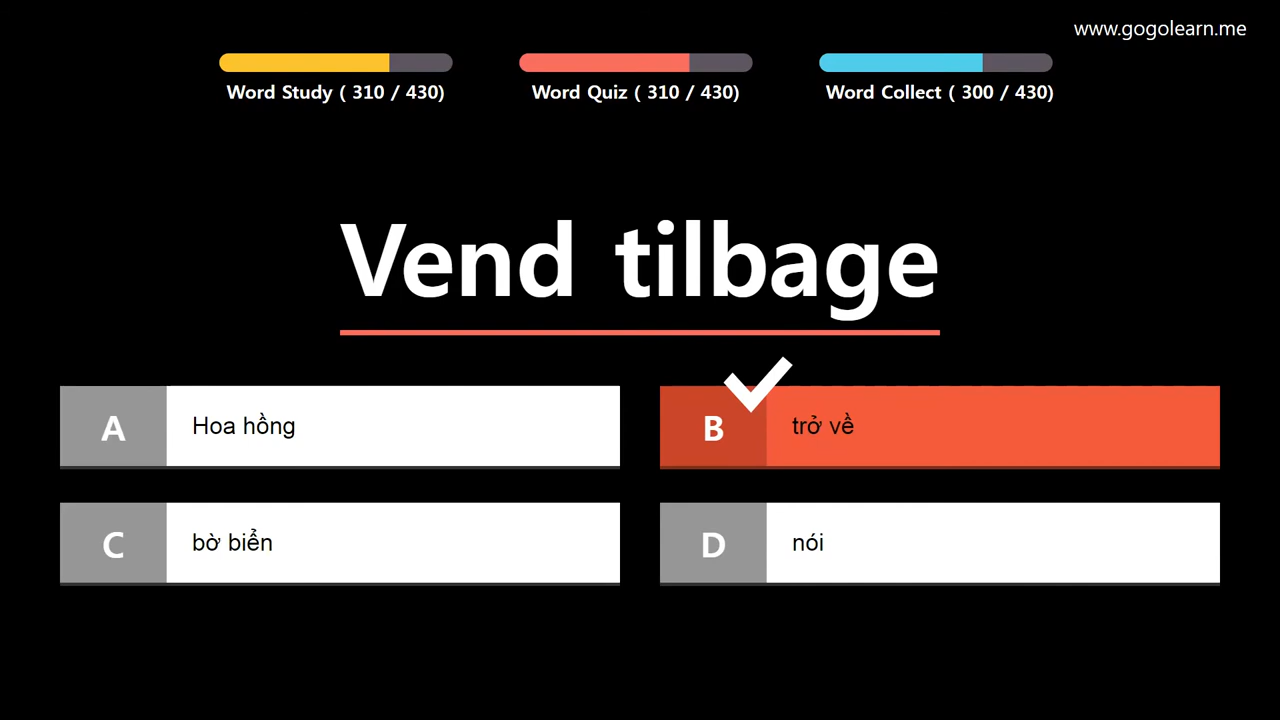 www.gogolearn.me
Word Study ( 310 / 430)
Word Quiz ( 310 / 430)
Word Collect ( 300 / 430)
Vend tilbage
A
Hoa hồng
B
trở về
C
bờ biển
D
nói